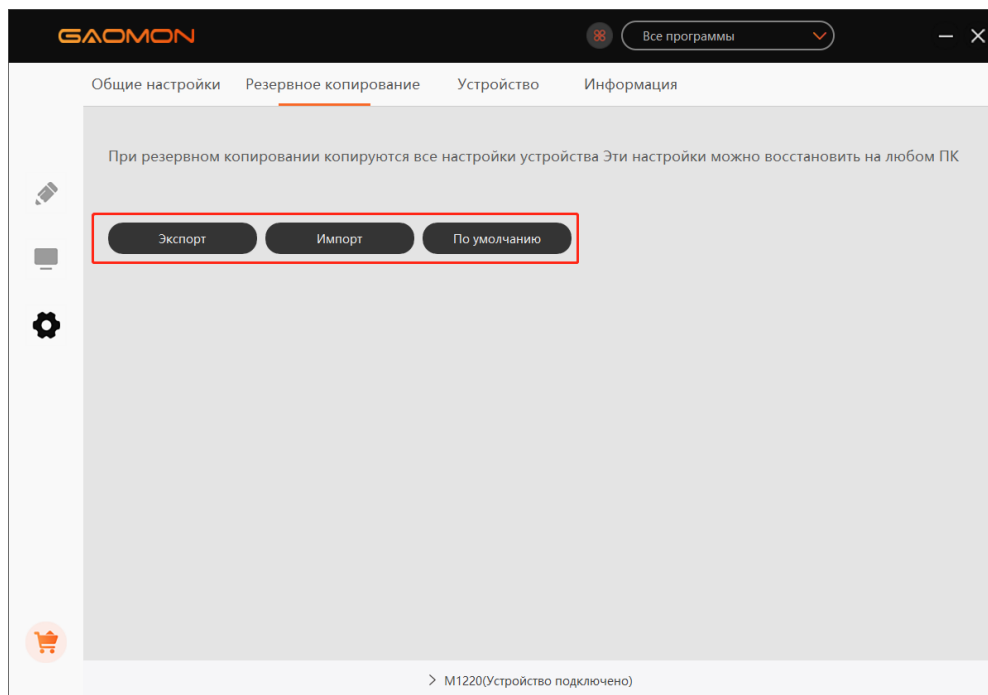 GAOMON
Все программы
Общие настройки Резервное копирование Устройство Информация
При резервном копировании копируются все настройки устройства Эти настройки можно восстановить на любом ПК
Экспорт Импорт По умолчанию
M1220(Устройство подключено)